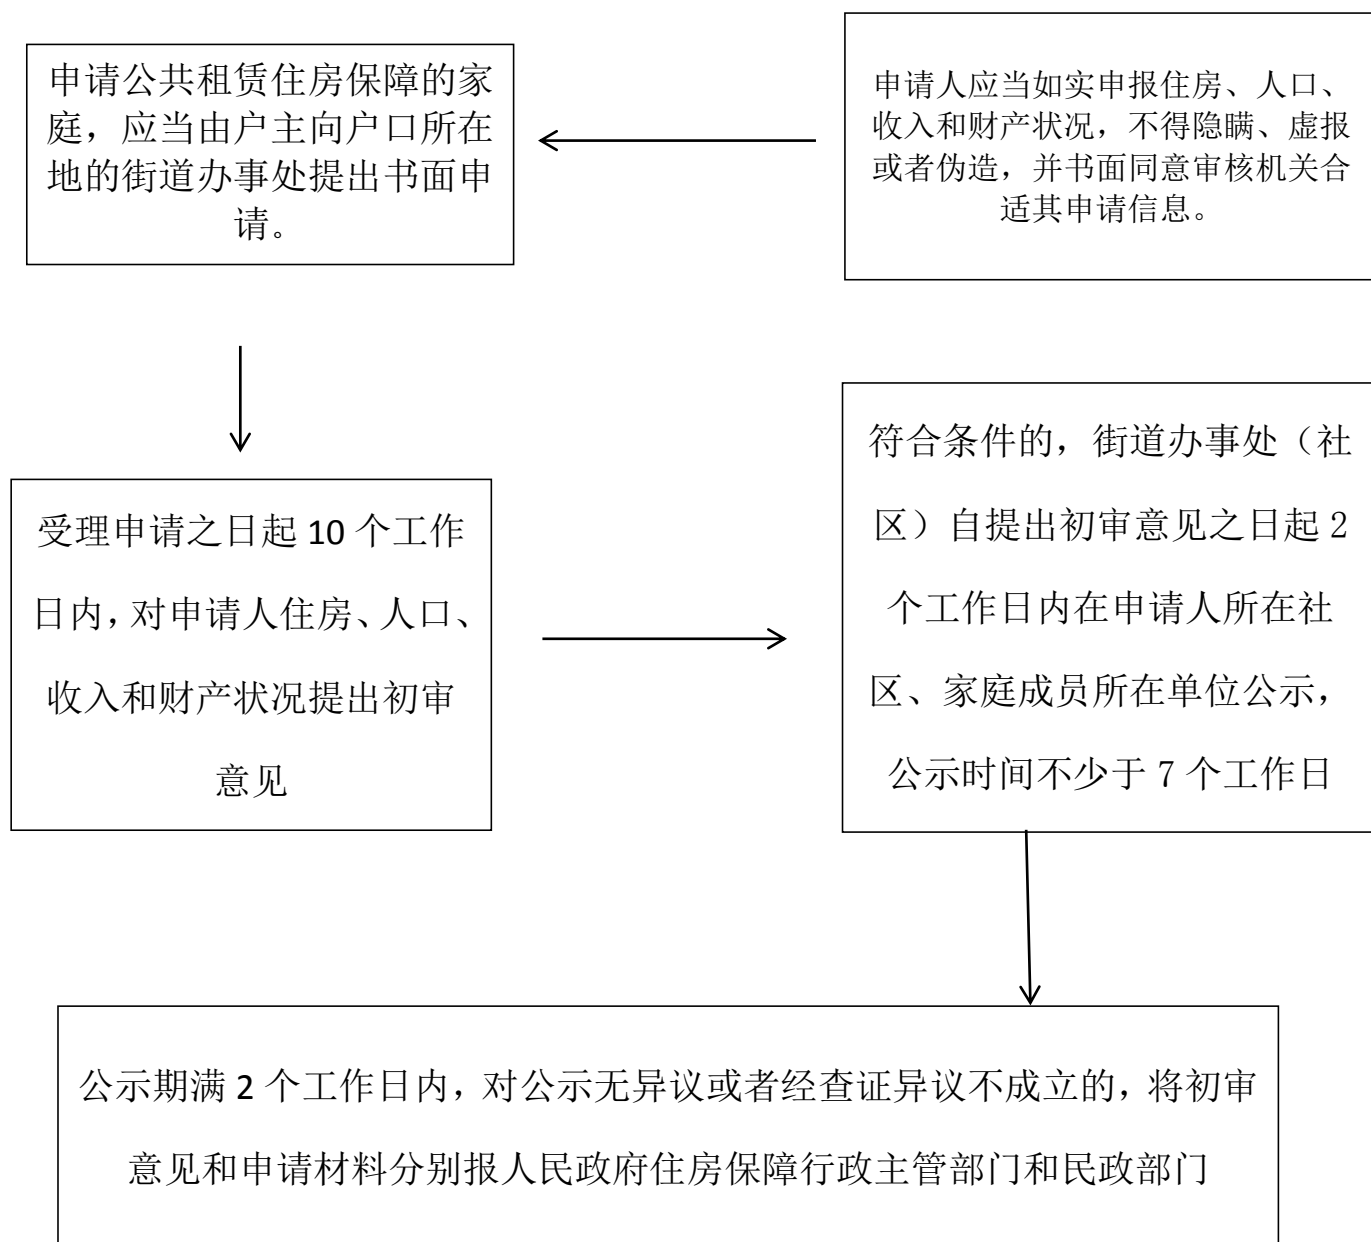 申请公共租赁住房保障的家
庭，应当由户主向户口所在
地的街道办事处提出书面申
请。
申请人应当如实申报住房、人口、
收入和财产状况，不得隐瞒、虚报
或者伪造，并书面同意审核机关合
适其申请信息。
受理申请之日起 10 个工作
日内，对申请人住房、人口、
收入和财产状况提出初审
意见
符合条件的，街道办事处（社
区）自提出初审意见之日起 2
个工作日内在申请人所在社
区、家庭成员所在单位公示，
公示时间不少于 7 个工作日
公示期满 2 个工作日内，对公示无异议或者经查证异议不成立的，将初审
意见和申请材料分别报人民政府住房保障行政主管部门和民政部门